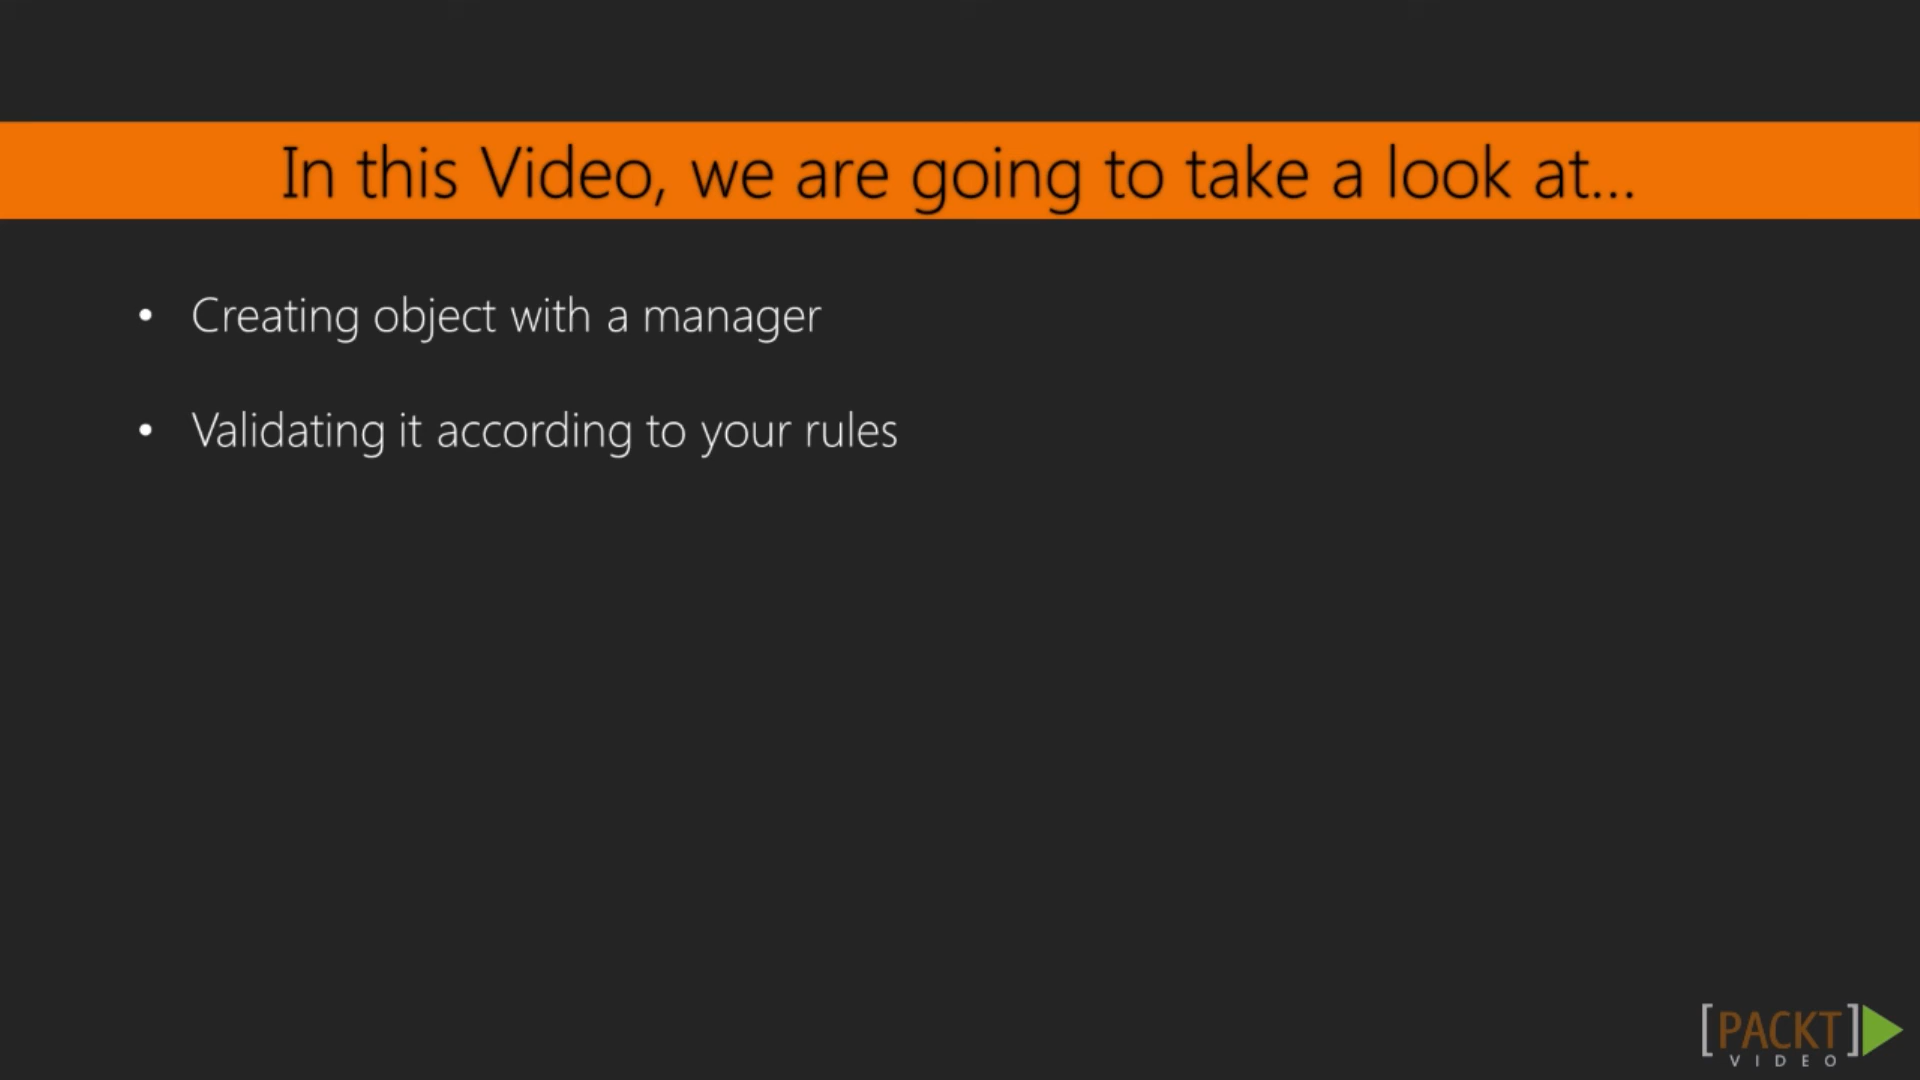 In this Video, we are going to take a look at...
• Creating object with a manager
• Validating it according to your rules
[PACKT]
VIDEO